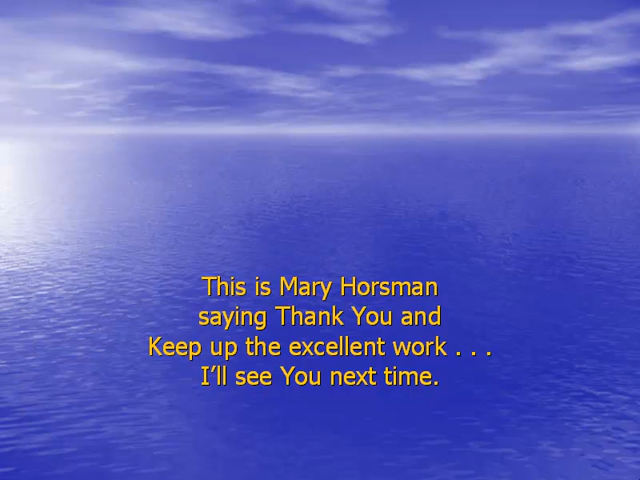 This is Mary Horsman
saying Thank You and
Keep up the excellent work . . .
I’ll see You next time.